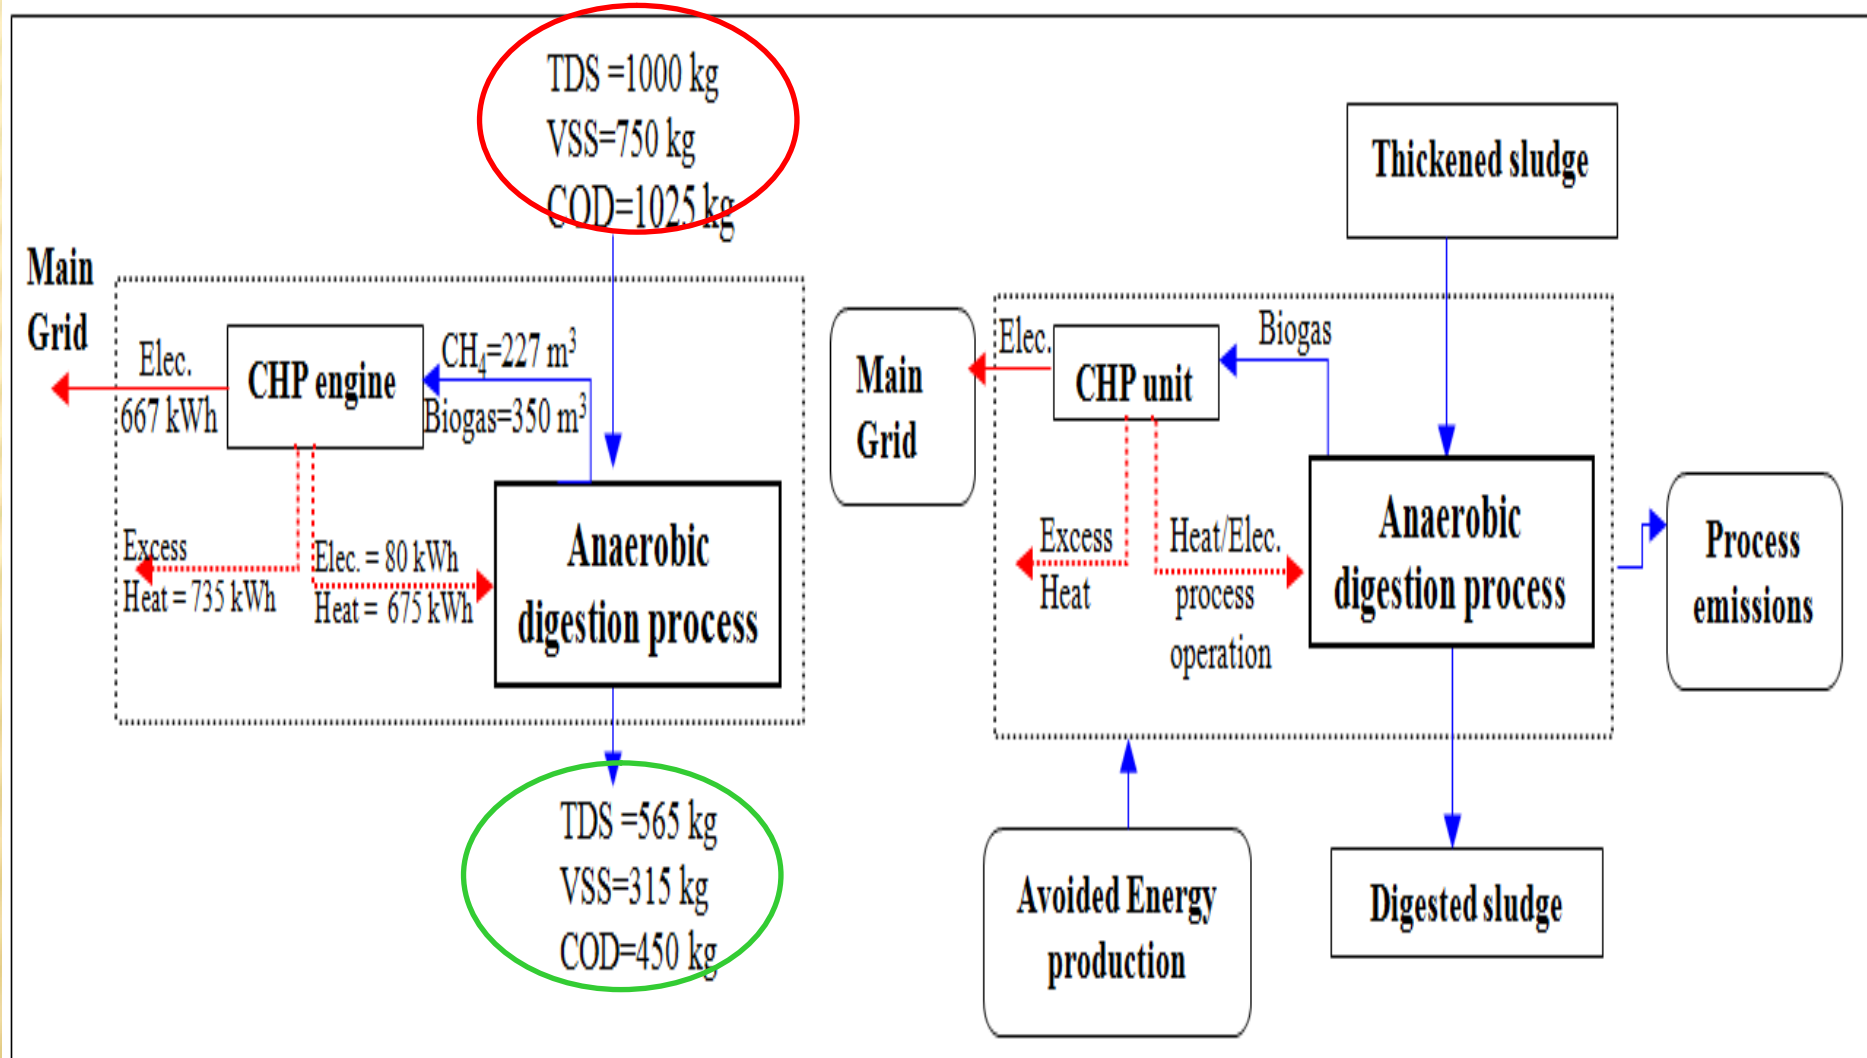 TDS =1000 kg
VSS=750 kg
COD=1025 kg
Main
Grid
Elec.
667 kWh
CHP engine
CH₄=227 m³
Biogas=350 m³
Excess
Heat = 735 kWh
Elec. = 80 kWh
Heat = 675 kWh
Anaerobic
digestion process
TDS =565 kg
VSS=315 kg
COD=450 kg
Thickened sludge
Main
Grid
Elec.
CHP unit
Biogas
Excess
Heat
Heat/Elec.
process
operation
Anaerobic
digestion process
Process
emissions
Avoided Energy
production
Digested sludge